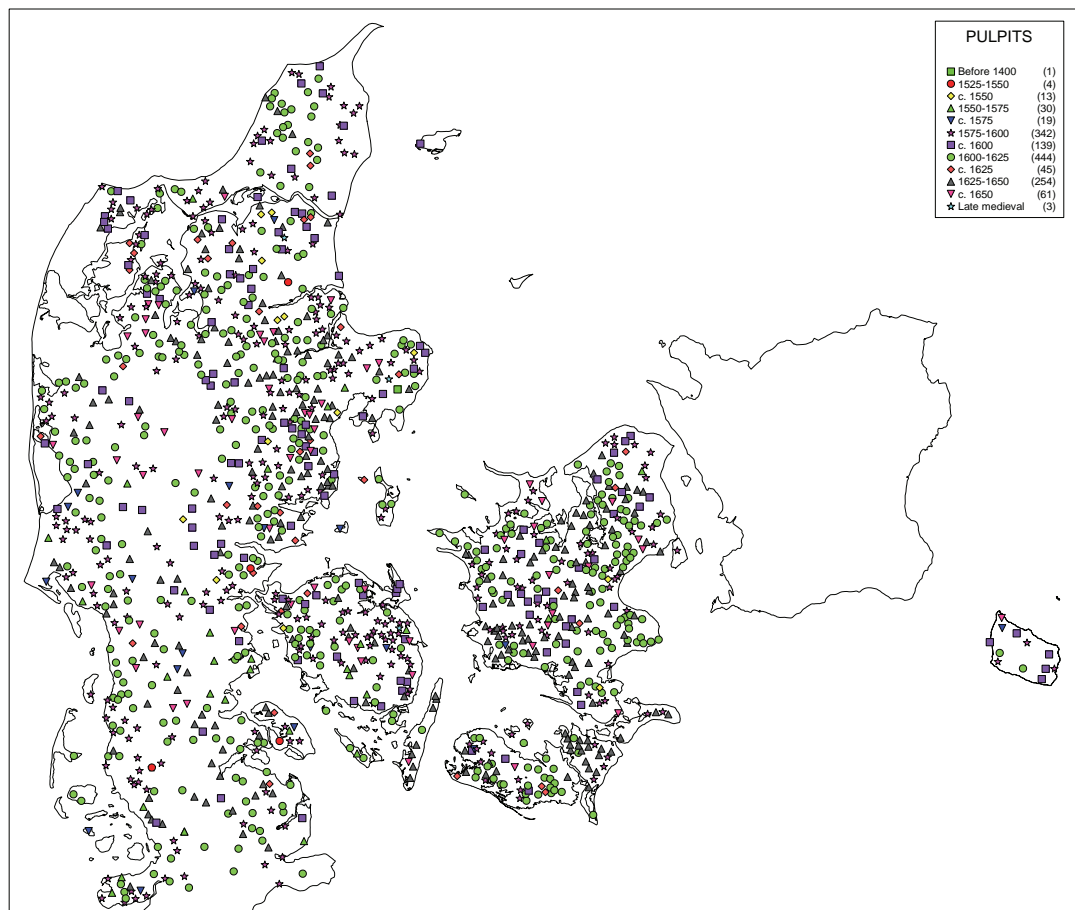 PULPITS
Before 1400 (1)
1525-1550 (4)
c. 1550 (13)
1550-1575 (30)
c. 1575 (19)
1575-1600 (342)
c. 1600 (139)
1600-1625 (444)
c. 1625 (45)
1625-1650 (254)
c. 1650 (61)
Late medieval (3)